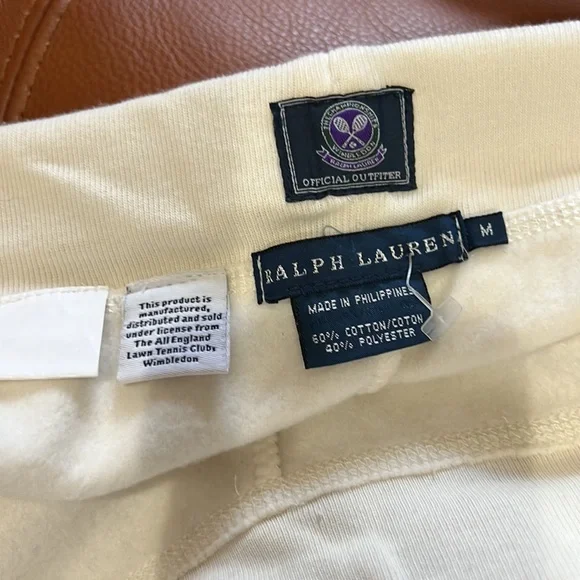 THE CHAMPIONSHIPS
WIMBLEDON
RALPH LAUREN
OFFICIAL OUTFITTER
RALPH LAUREN
M
MADE IN PHILIPPINES
60% COTTON/COTON
40% POLYESTER
This product is
manufactured,
distributed and sold
under license from
The All England
Lawn Tennis Club,
Wimbledon